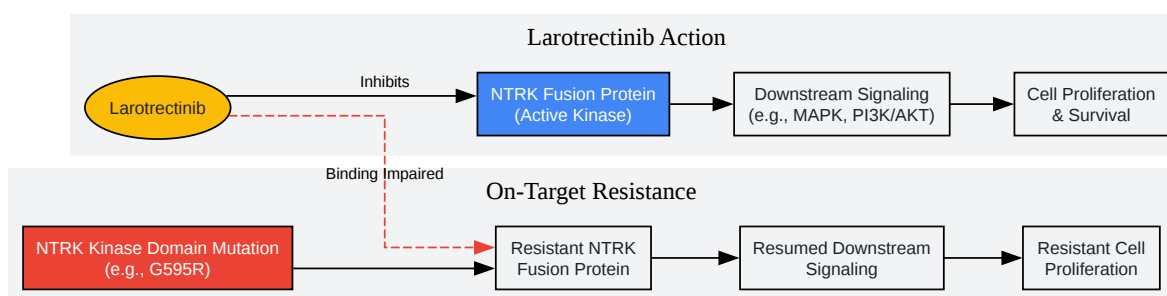 Larotrectinib Action
Larotrectinib
Inhibits
NTRK Fusion Protein
(Active Kinase)
Downstream Signaling
(e.g., MAPK, PI3K/AKT)
Cell Proliferation
& Survival
Binding Impaired
On-Target Resistance
NTRK Kinase Domain Mutation
(e.g., G595R)
Resistant NTRK
Fusion Protein
Resumed Downstream
Signaling
Resistant Cell
Proliferation